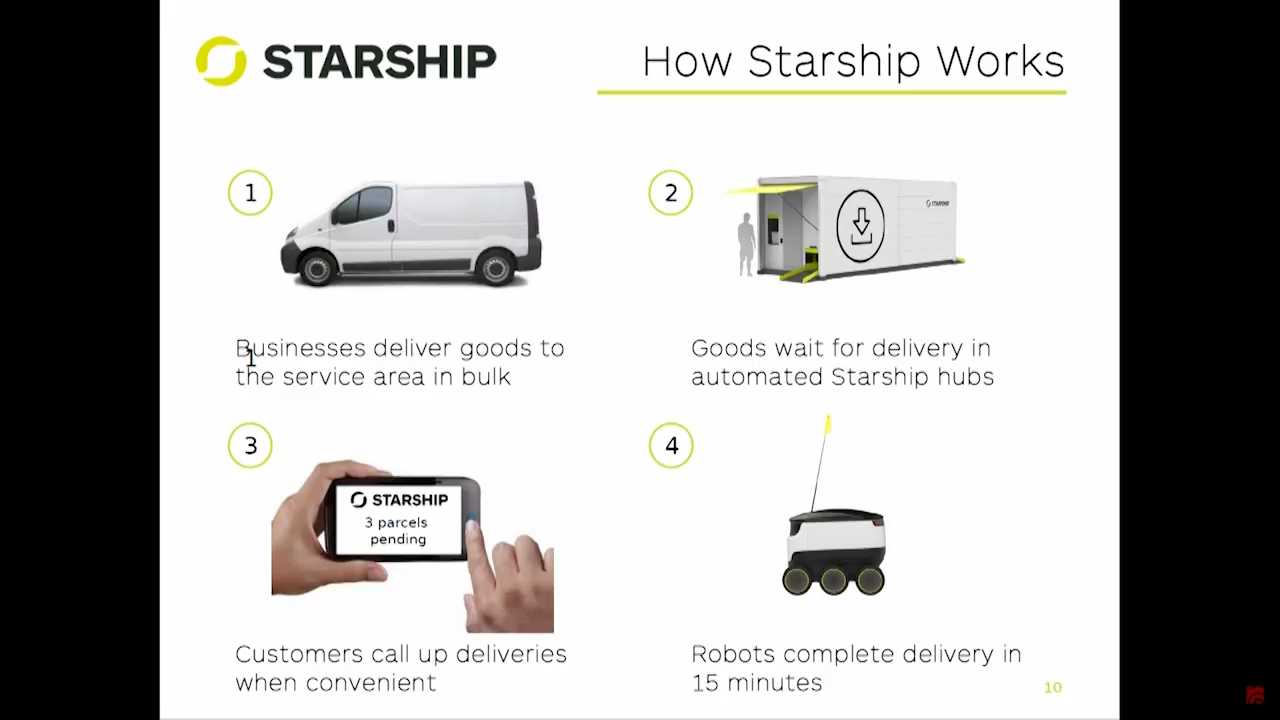 STARSHIP
How Starship Works
1
2
STARSHIP
Businesses deliver goods to
the service area in bulk
1
Goods wait for delivery in
automated Starship hubs
3
4
STARSHIP
3 parcels
pending
Customers call up deliveries
when convenient
Robots complete delivery in
15 minutes
10